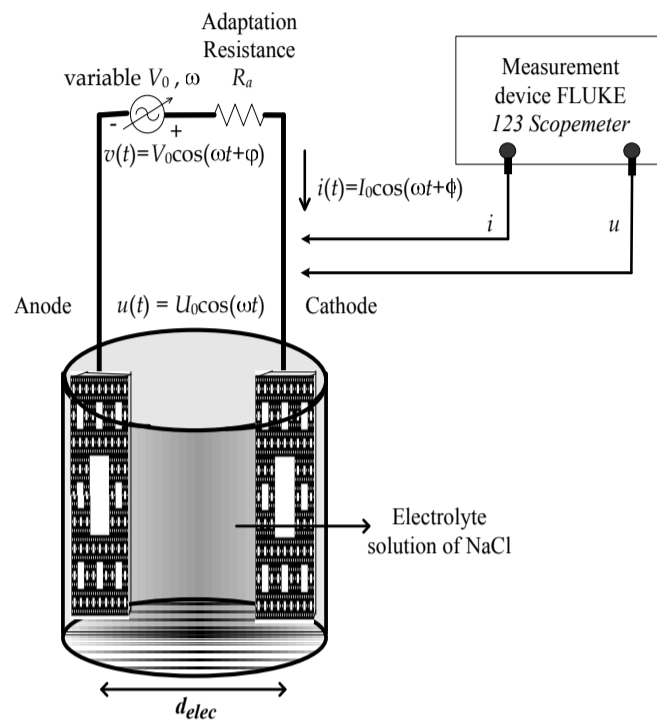 Adaptation
Resistance
variable V₀ , ω
Rₐ
- +
v(t)=V₀cos(ωt+φ)
i(t)=I₀cos(ωt+ϕ)
Measurement
device FLUKE
123 Scopemeter
i
u
Anode
u(t) = U₀cos(ωt)
Cathode
Electrolyte
solution of NaCl
d_elec